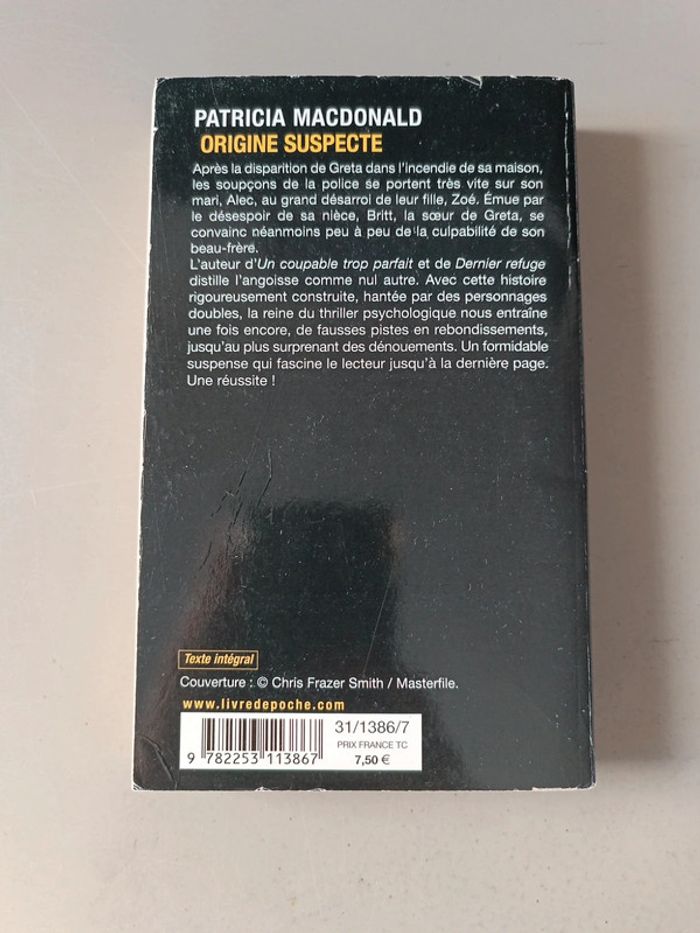 PATRICIA MACDONALD
ORIGINE SUSPECTE
Après la disparition de Greta dans l'incendie de sa maison,
les soupçons de la police se portent très vite sur son
mari, Alec, au grand désarroi de leur fille, Zoé. Émue par
le désespoir de sa nièce, Britt, la sœur de Greta, se
convainc néanmoins peu à peu de la culpabilité de son
beau-frère.
L'auteur d'Un coupable trop parfait et de Dernier refuge
distille l'angoisse comme nul autre. Avec cette histoire
rigoureusement construite, hantée par des personnages
doubles, la reine du thriller psychologique nous entraîne
une fois encore, de fausses pistes en rebondissements,
jusqu'au plus surprenant des dénouements. Un formidable
suspense qui fascine le lecteur jusqu'à la dernière page.
Une réussite !
Texte intégral
Couverture : © Chris Frazer Smith / Masterfile.
www.livredepoche.com
31/1386/7
PRIX FRANCE TC
7,50 €
9 782253 113867